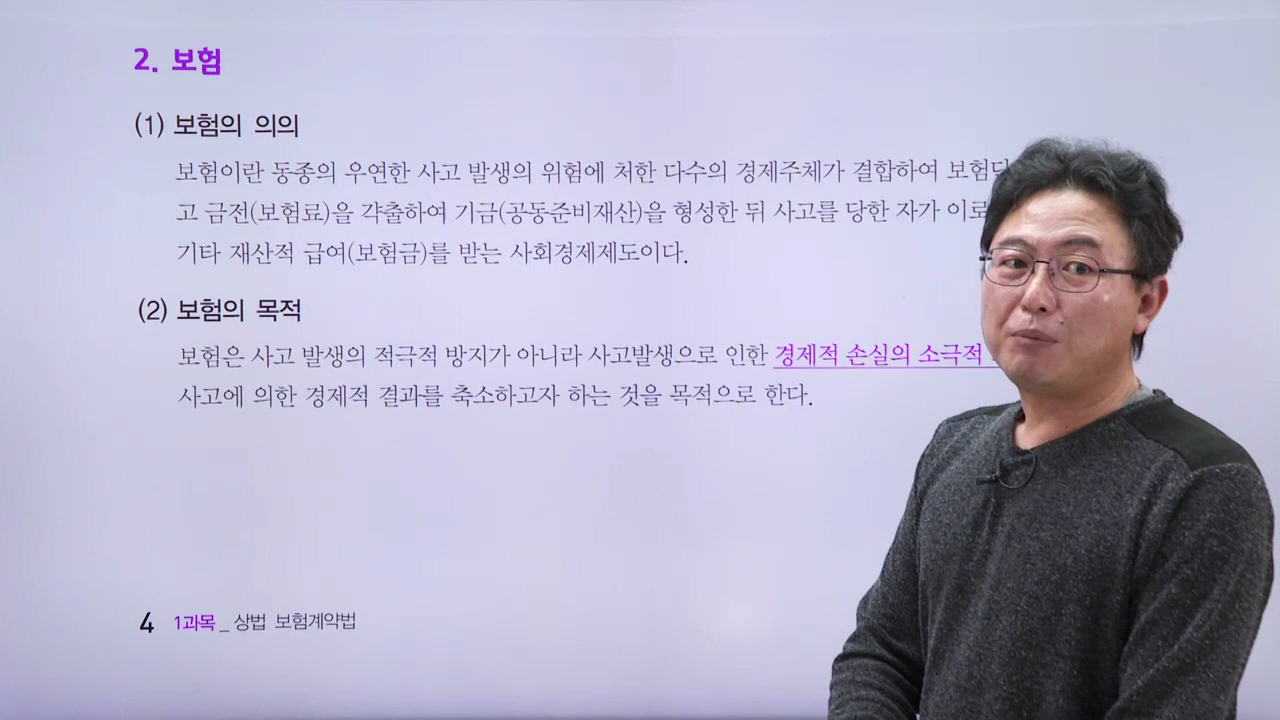 2. 보험
(1) 보험의 의의
보험이란 동종의 우연한 사고 발생의 위험에 처한 다수의 경제주체가 결합하여
고 금전(보험료)을 갹출하여 기금(공동준비재산)을 형성한 뒤 사고를 당한 자가
기타 재산적 급여(보험금)를 받는 사회경제제도이다.
(2) 보험의 목적
보험은 사고 발생의 적극적 방지가 아니라 사고발생으로 인한 경제적 손실의 소극적
사고에 의한 경제적 결과를 축소하고자 하는 것을 목적으로 한다.
4 1과목_상법 보험계약법